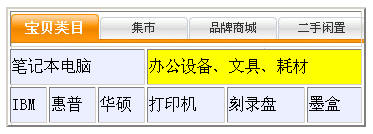 宝贝类目 集市 品牌商城 二手闲置
笔记本电脑 办公设备、文具、耗材
IBM 惠普 华硕 打印机 刻录盘 墨盒